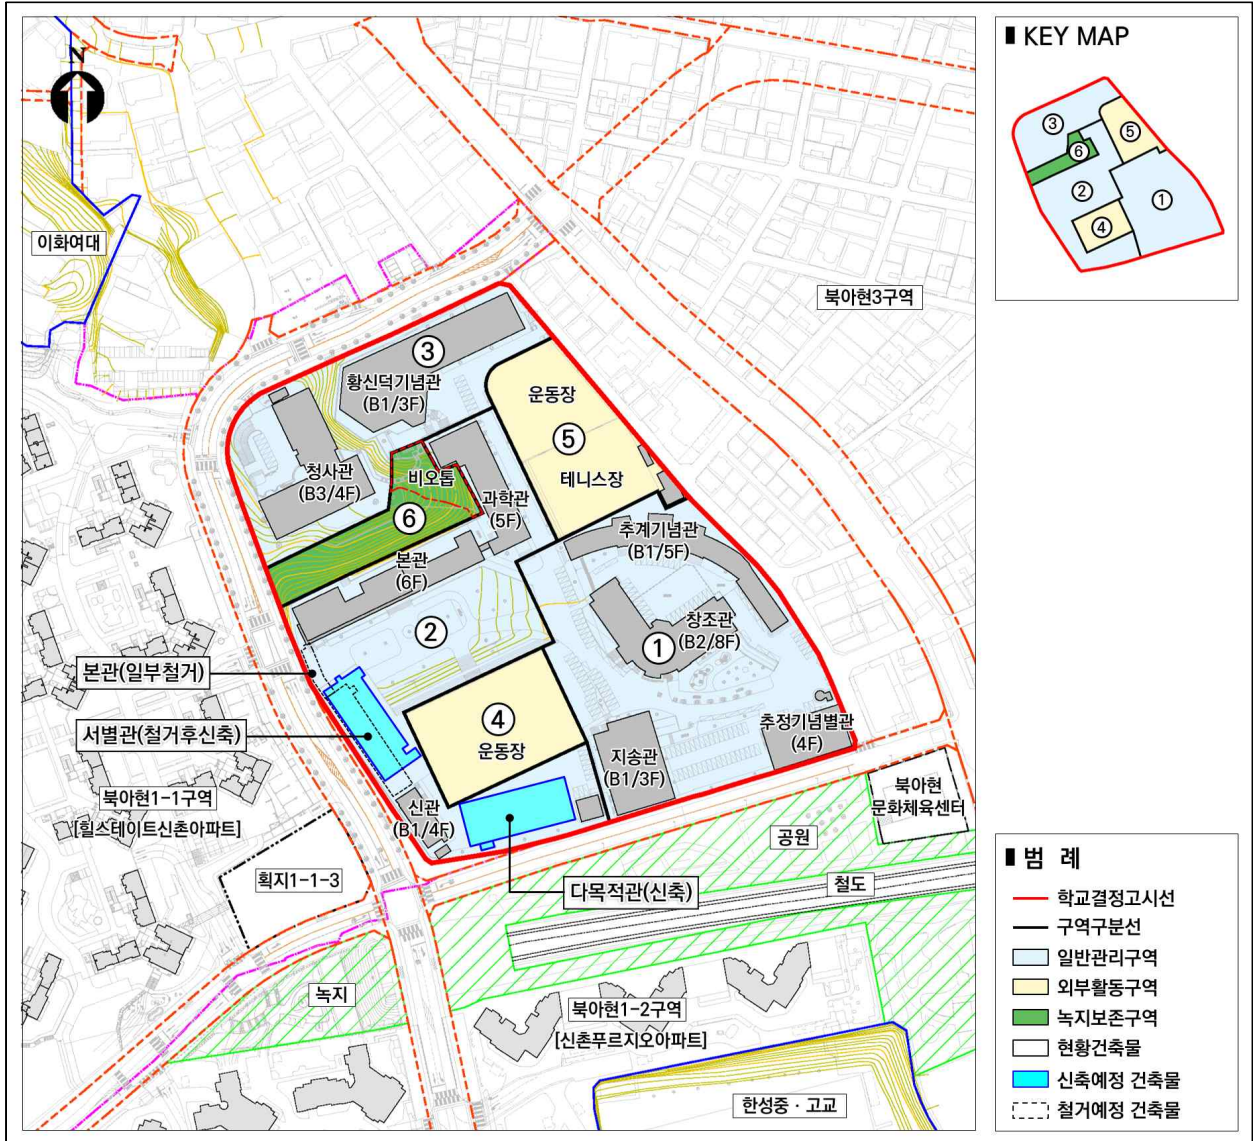 N
이화여대
북아현3구역
③
황신덕기념관
(B1/3F)
운동장
⑤
테니스장
청사관
(B3/4F)
비오톱
과학관
(5F)
⑥
본관
(6F)
추계기념관
(B1/5F)
②
창조관
(B2/8F)
①
본관(일부철거)
서별관(철거후신축)
④
운동장
지송관
(B1/3F)
추정기념별관
(4F)
북아현1-1구역
[힐스테이트신촌아파트]
신관
(B1/4F)
북아현
문화체육센터
공원
획지1-1-3
다목적관(신축)
철도
녹지
북아현1-2구역
[신촌푸르지오아파트]
한성중 · 고교
KEY MAP
③
⑤
⑥
②
①
④
범 례
학교결정고시선
구역구분선
일반관리구역
외부활동구역
녹지보존구역
현황건축물
신축예정 건축물
철거예정 건축물